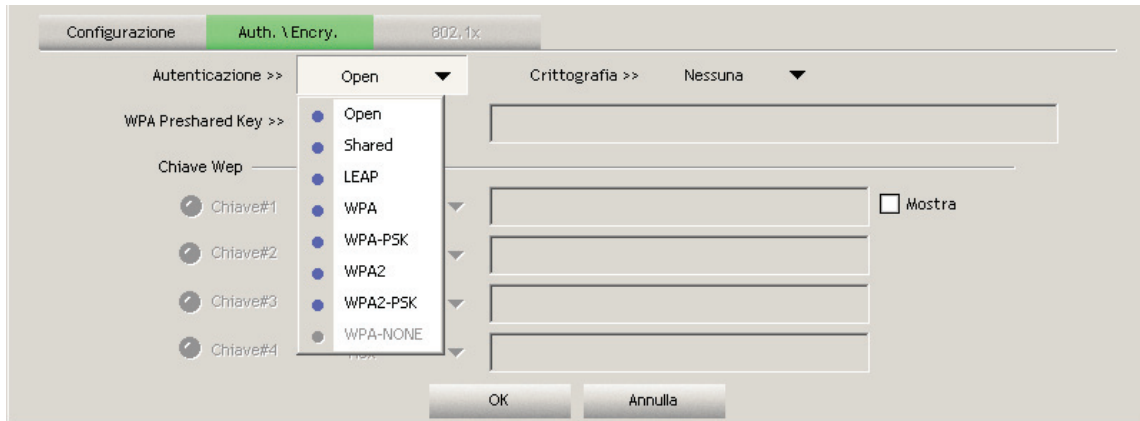 Configurazione Auth. \ Encry. 802.1x
Autenticazione >> Open Crittografia >> Nessuna
WPA Preshared Key >>
Open
Shared
LEAP
WPA
WPA-PSK
WPA2
WPA2-PSK
WPA-NONE
Chiave Wep
Chiave#1 Mostra
Chiave#2
Chiave#3
Chiave#4
OK Annulla